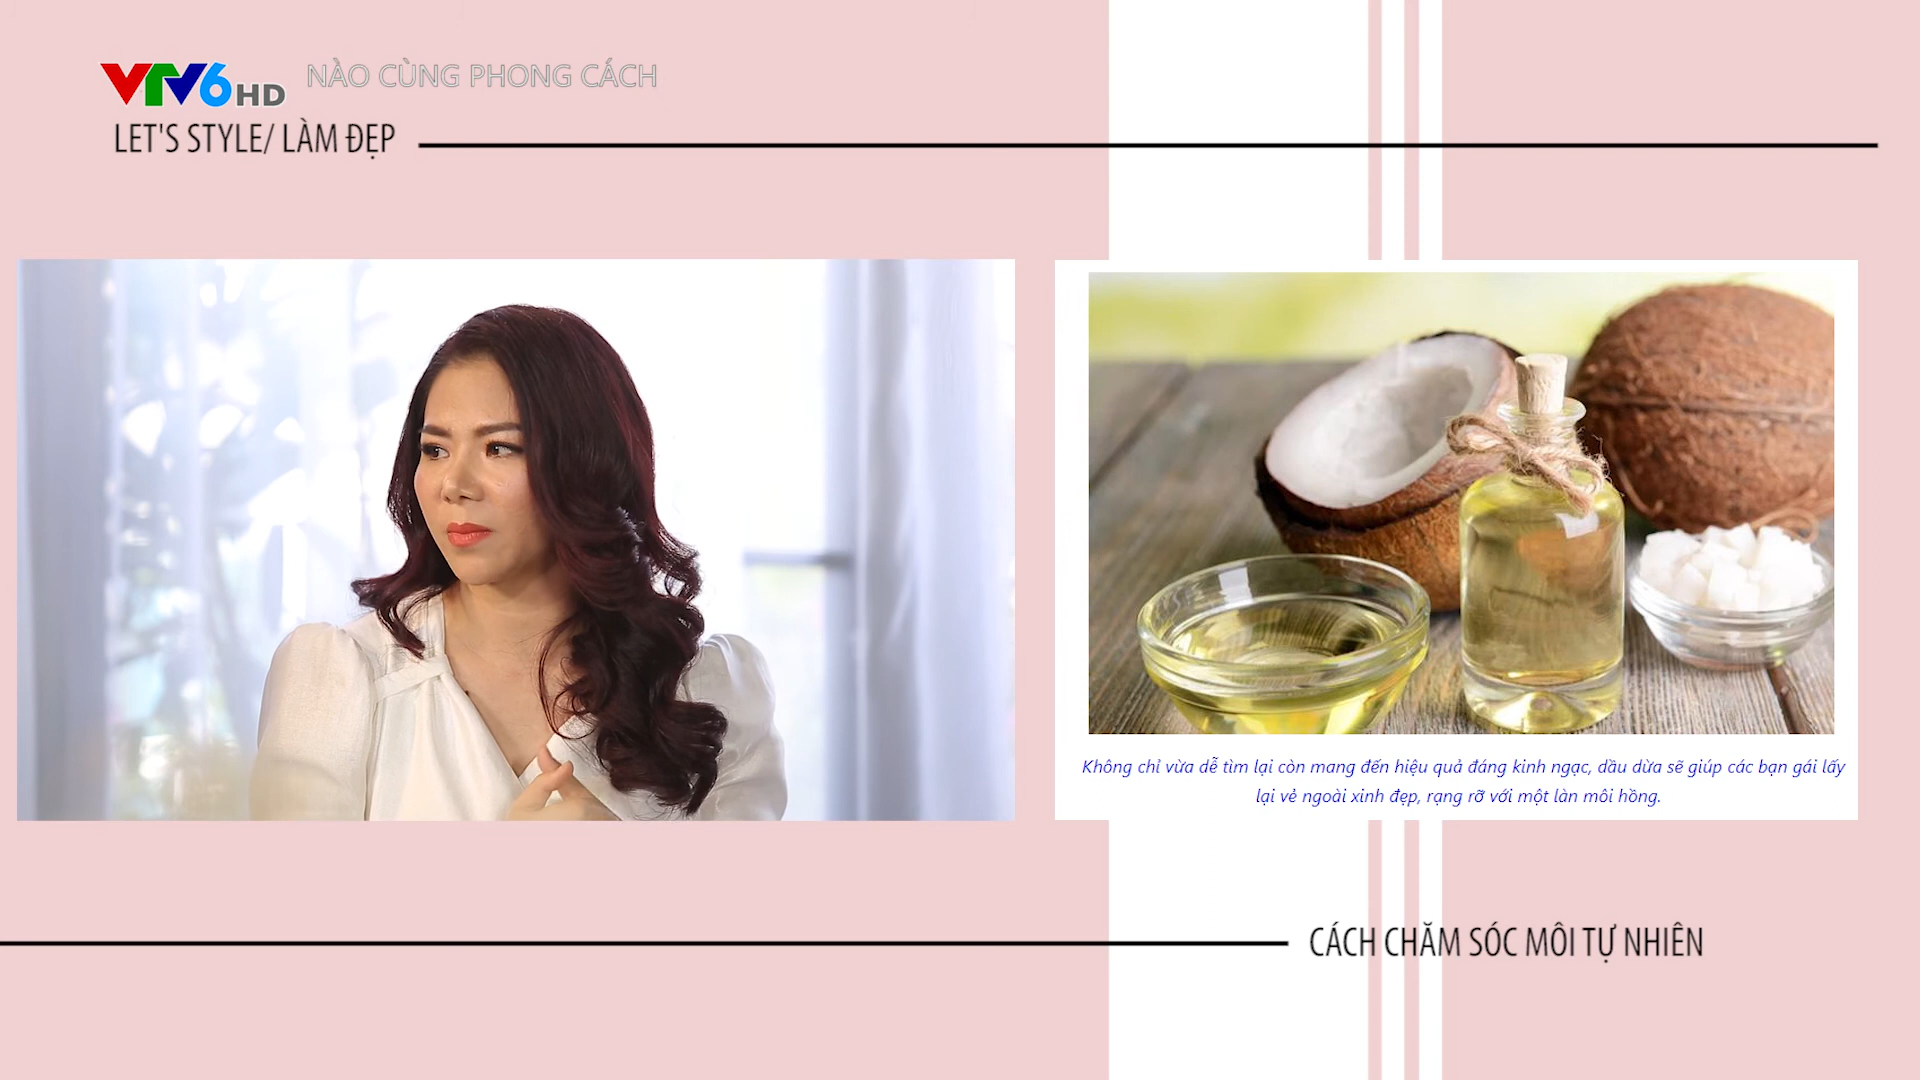 VTV6 HD NÀO CÙNG PHONG CÁCH
LET'S STYLE/ LÀM ĐẸP
Không chỉ vừa dễ tìm lại còn mang đến hiệu quả đáng kinh ngạc, dầu dừa sẽ giúp các bạn gái lấy
lại vẻ ngoài xinh đẹp, rạng rỡ với một làn môi hồng.
CÁCH CHĂM SÓC MÔI TỰ NHIÊN